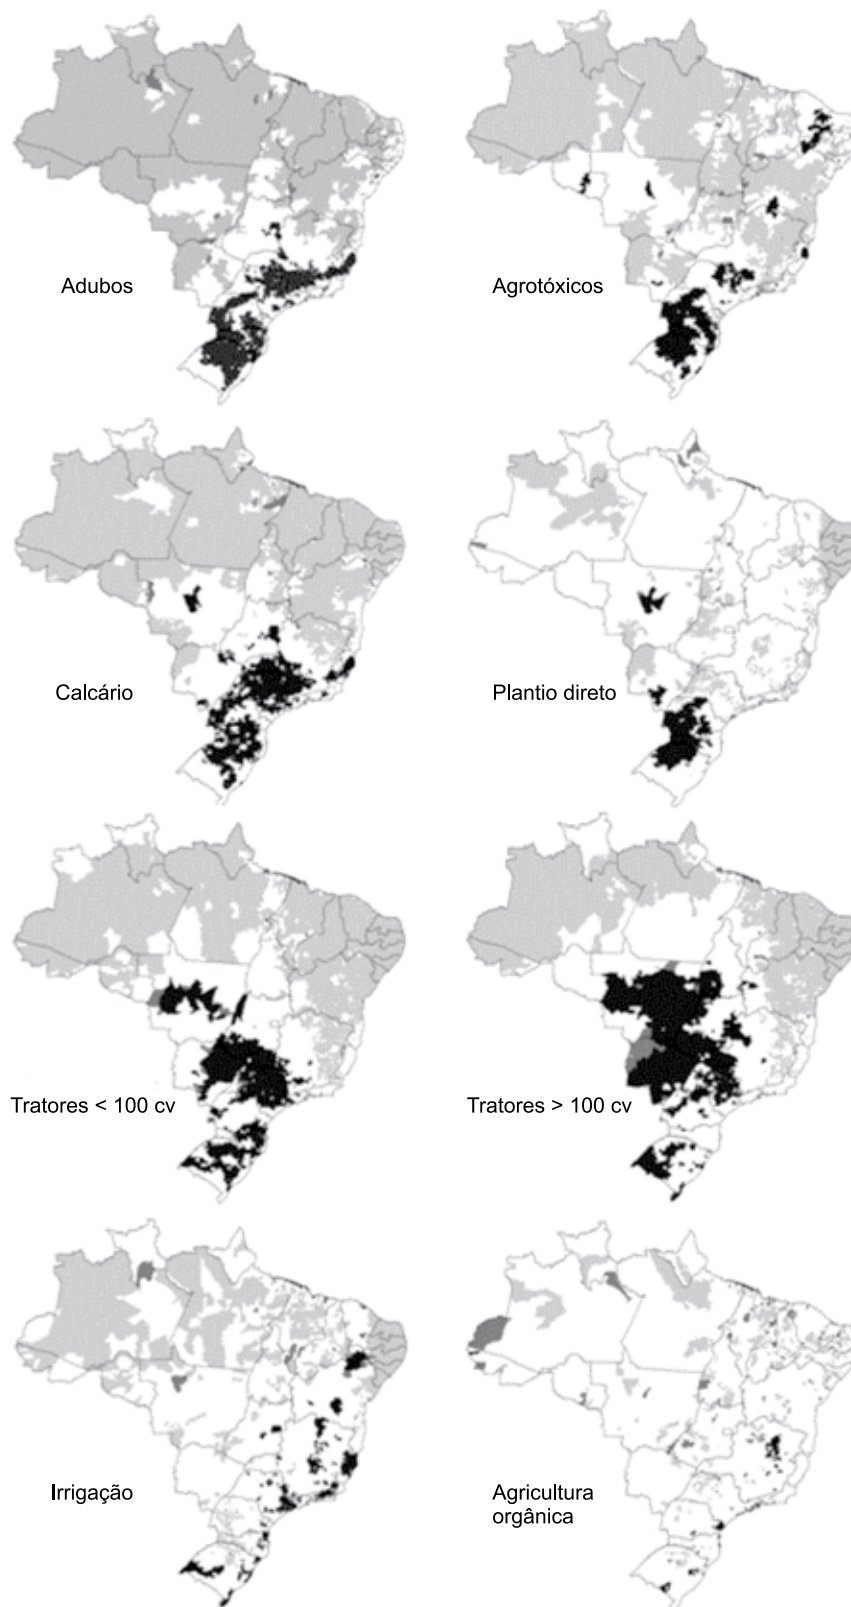 Adubos
Agrotóxicos
Calcário
Plantio direto
Tratores < 100 cv
Tratores > 100 cv
Irrigação
Agricultura
orgânica